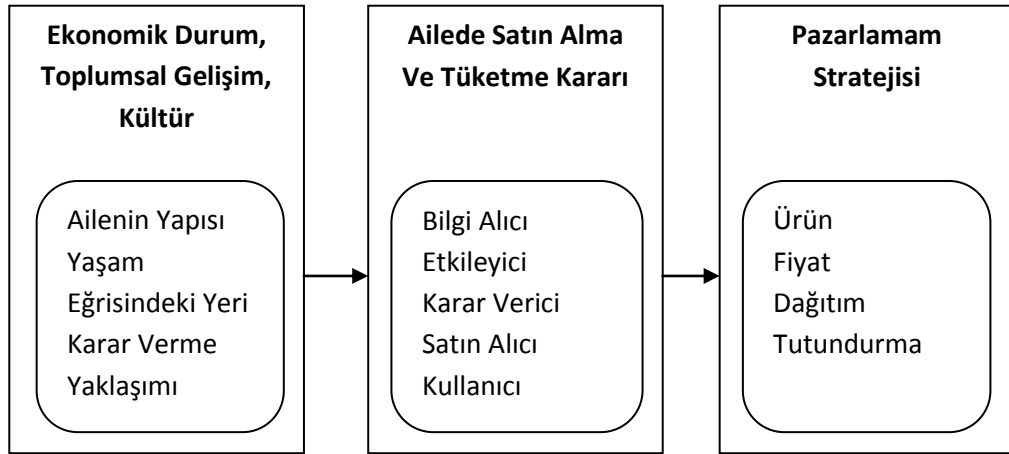 Ekonomik Durum,
Toplumsal Gelişim,
Kültür
Ailenin Yapısı
Yaşam
Eğrisindeki Yeri
Karar Verme
Yaklaşımı
Ailede Satın Alma
Ve Tüketme Kararı
Bilgi Alıcı
Etkileyici
Karar Verici
Satın Alıcı
Kullanıcı
Pazarlamam
Stratejisi
Ürün
Fiyat
Dağıtım
Tutundurma